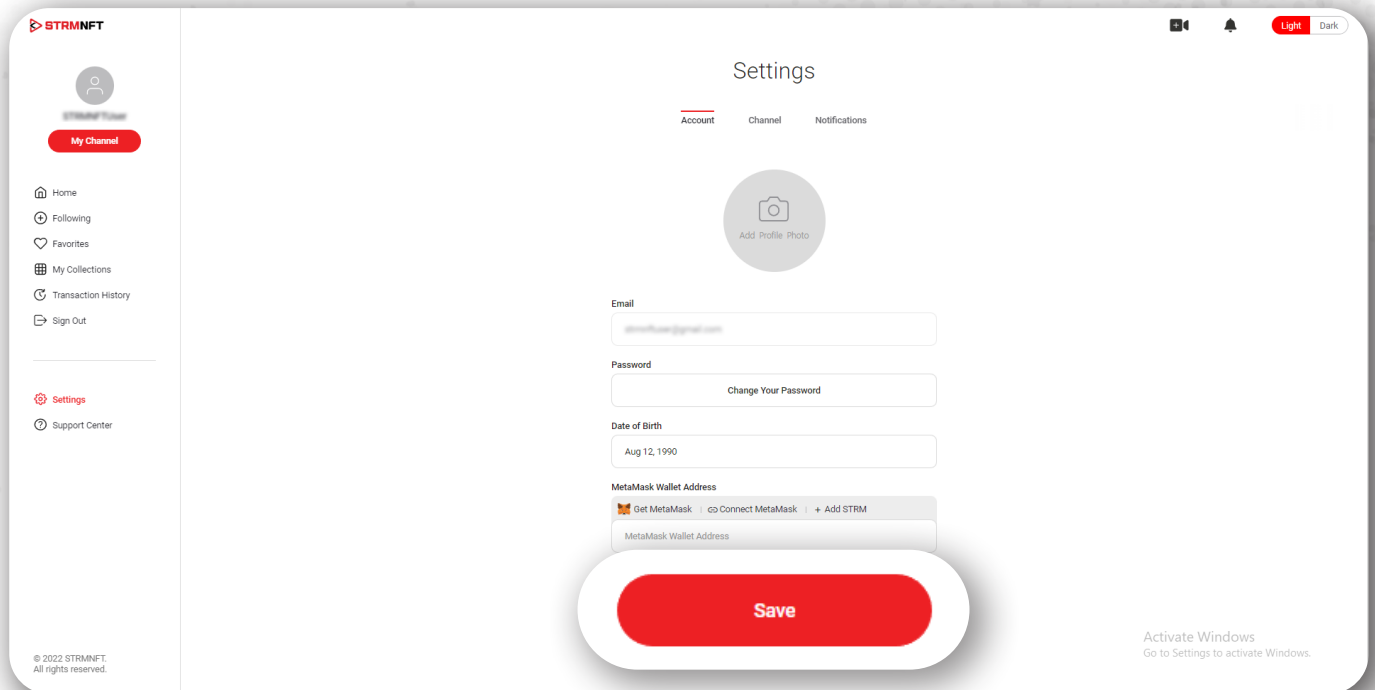 STRMNFT
Light Dark
STRMNFTUser
My Channel
Home
Following
Favorites
My Collections
Transaction History
Sign Out
Settings
Support Center
© 2022 STRMNFT.
All rights reserved.
Settings
Account Channel Notifications
Add Profile Photo
Email
Password
Change Your Password
Date of Birth
Aug 12, 1990
MetaMask Wallet Address
Get MetaMask | Connect MetaMask | + Add STRM
MetaMask Wallet Address
Save
Activate Windows
Go to Settings to activate Windows.